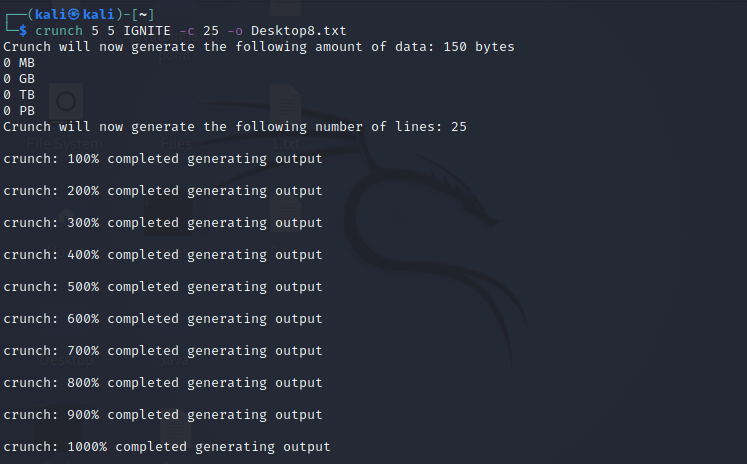 ┌──(kali㉿kali)-[~]
└─$ crunch 5 5 IGNITE -c 25 -o Desktop8.txt
Crunch will now generate the following amount of data: 150 bytes
0 MB
0 GB
0 TB
0 PB
Crunch will now generate the following number of lines: 25
crunch: 100% completed generating output
crunch: 200% completed generating output
crunch: 300% completed generating output
crunch: 400% completed generating output
crunch: 500% completed generating output
crunch: 600% completed generating output
crunch: 700% completed generating output
crunch: 800% completed generating output
crunch: 900% completed generating output
crunch: 1000% completed generating output